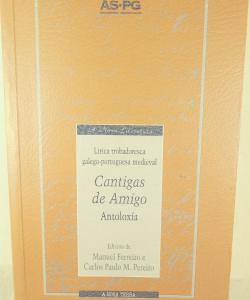 AS-PG
A Nosa Literatura
Lírica trobadoresca
galego-portuguesa medieval
Cantigas
de Amigo
Antoloxía
Edición de
Manuel Ferreiro e
Carlos Paulo M. Pereiro
A NOSA TERRA